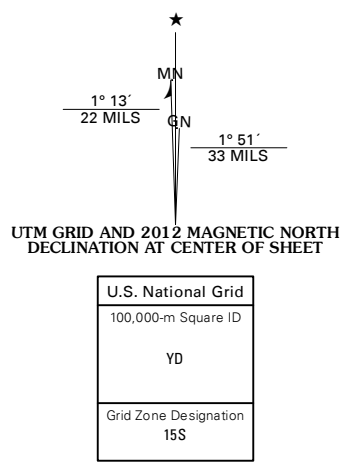 ★
MN
1° 13´
22 MILS
GN
1° 51´
33 MILS
UTM GRID AND 2012 MAGNETIC NORTH
DECLINATION AT CENTER OF SHEET
U.S. National Grid
100,000-m Square ID
YD
Grid Zone Designation
15S